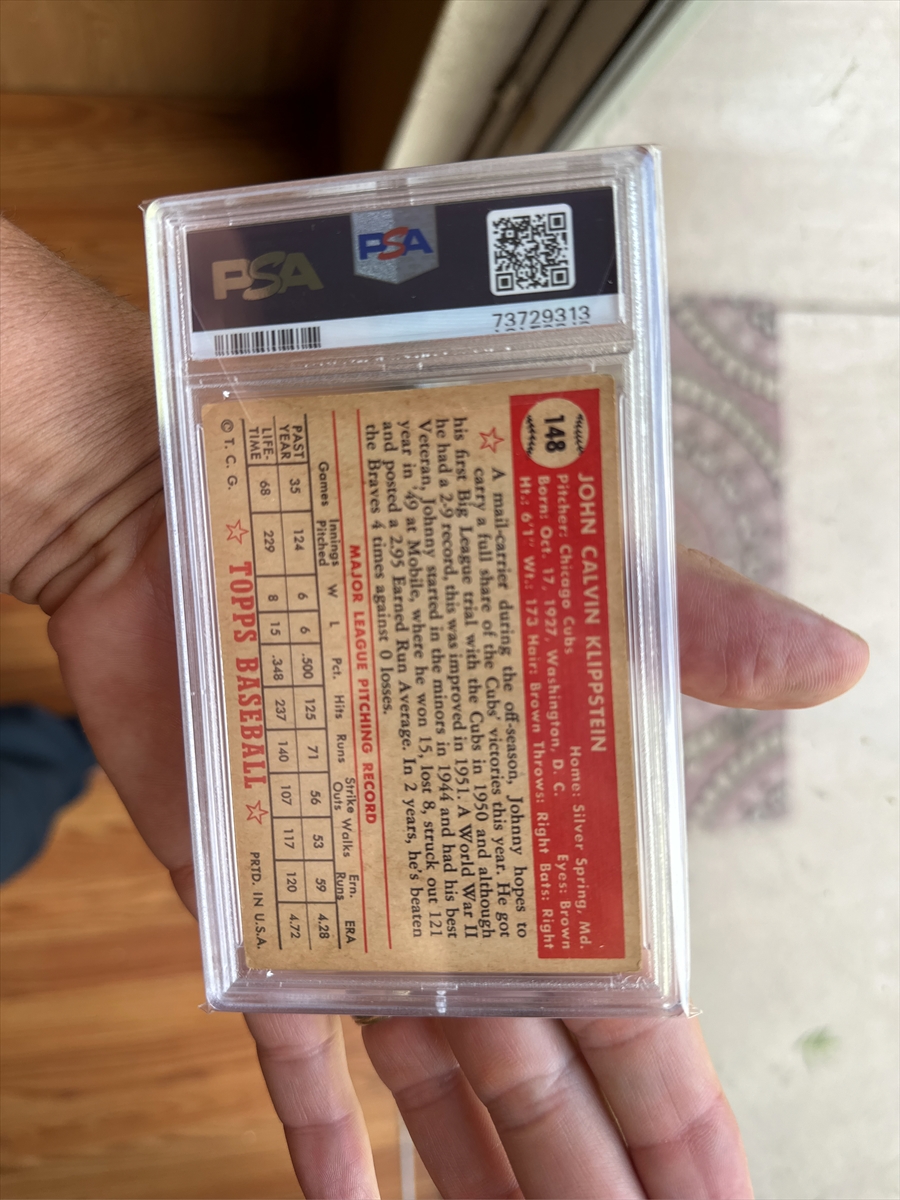 PSA
PSA
73729313
148
JOHN CALVIN KLIPPSTEIN
Pitcher: Chicago Cubs Home: Silver Spring, Md.
Born: Oct. 17, 1927, Washington, D. C. Eyes: Brown
Ht.: 6'1" Wt.: 173 Hair: Brown Throws: Right Bats: Right
A mail-carrier during the off-season, Johnny hopes to
carry a full share of the Cubs' victories this year. He got
his first Big League trial with the Cubs in 1950 and although
he had a 2-9 record, this was improved in 1951. A World War II
Veteran, Johnny started in the minors in 1944 and had his best
year in '49 at Mobile, where he won 15, lost 8, struck out 121
and posted a 2.95 Earned Run Average. In 2 years, he's beaten
the Braves 4 times against 0 losses.
MAJOR LEAGUE PITCHING RECORD
Games Innings Pitched W L Pct. Hits Runs Strike Outs Walks Ern. Runs ERA
PAST YEAR 35 124 6 6 .500 125 71 56 53 59 4.28
LIFE-TIME 68 229 8 15 .348 237 140 107 117 120 4.72
© T. C. G. TOPPS BASEBALL PRTD. IN U.S.A.